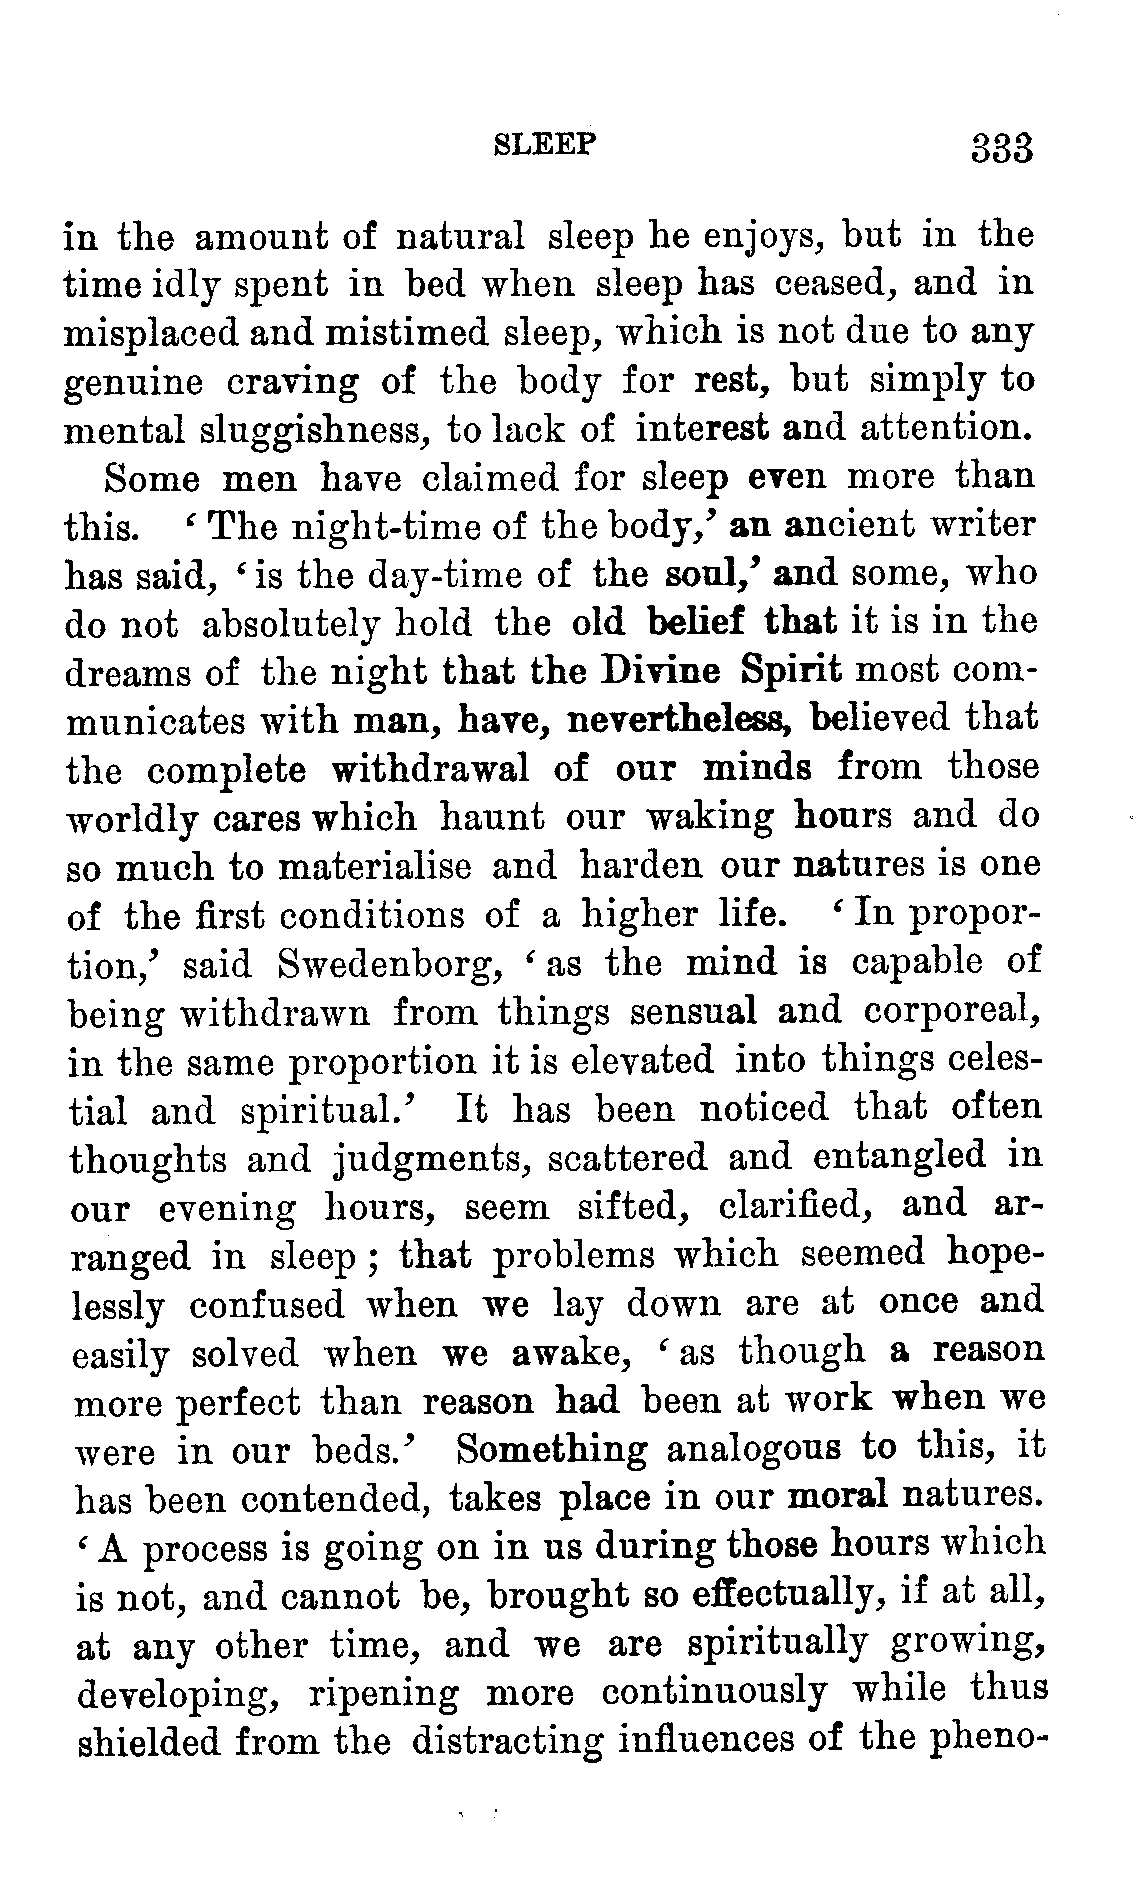 SLEEP 333
in the amount of natural sleep he enjoys, but in the
time idly spent in bed when sleep has ceased, and in
misplaced and mistimed sleep, which is not due to any
genuine craving of the body for rest, but simply to
mental sluggishness, to lack of interest and attention.
Some men have claimed for sleep even more than
this. ‘ The night-time of the body,’ an ancient writer
has said, ‘ is the day-time of the soul,’ and some, who
do not absolutely hold the old belief that it is in the
dreams of the night that the Divine Spirit most com-
municates with man, have, nevertheless, believed that
the complete withdrawal of our minds from those
worldly cares which haunt our waking hours and do
so much to materialise and harden our natures is one
of the first conditions of a higher life. ‘ In propor-
tion,’ said Swedenborg, ‘ as the mind is capable of
being withdrawn from things sensual and corporeal,
in the same proportion it is elevated into things celes-
tial and spiritual.’ It has been noticed that often
thoughts and judgments, scattered and entangled in
our evening hours, seem sifted, clarified, and ar-
ranged in sleep ; that problems which seemed hope-
lessly confused when we lay down are at once and
easily solved when we awake, ‘ as though a reason
more perfect than reason had been at work when we
were in our beds.’ Something analogous to this, it
has been contended, takes place in our moral natures.
‘ A process is going on in us during those hours which
is not, and cannot be, brought so effectually, if at all,
at any other time, and we are spiritually growing,
developing, ripening more continuously while thus
shielded from the distracting influences of the pheno-